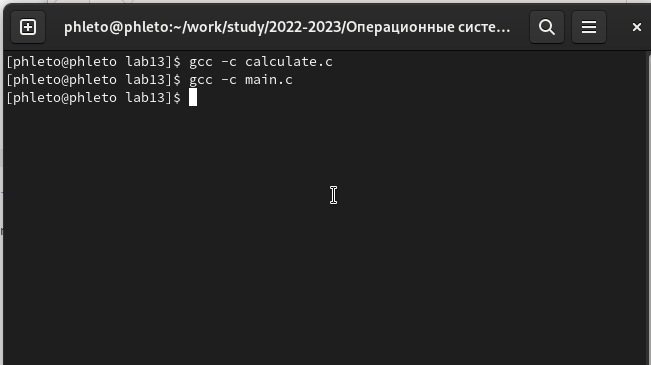 phleto@phleto:~/work/study/2022-2023/Операционные систе...
[phleto@phleto lab13]$ gcc -c calculate.c
[phleto@phleto lab13]$ gcc -c main.c
[phleto@phleto lab13]$